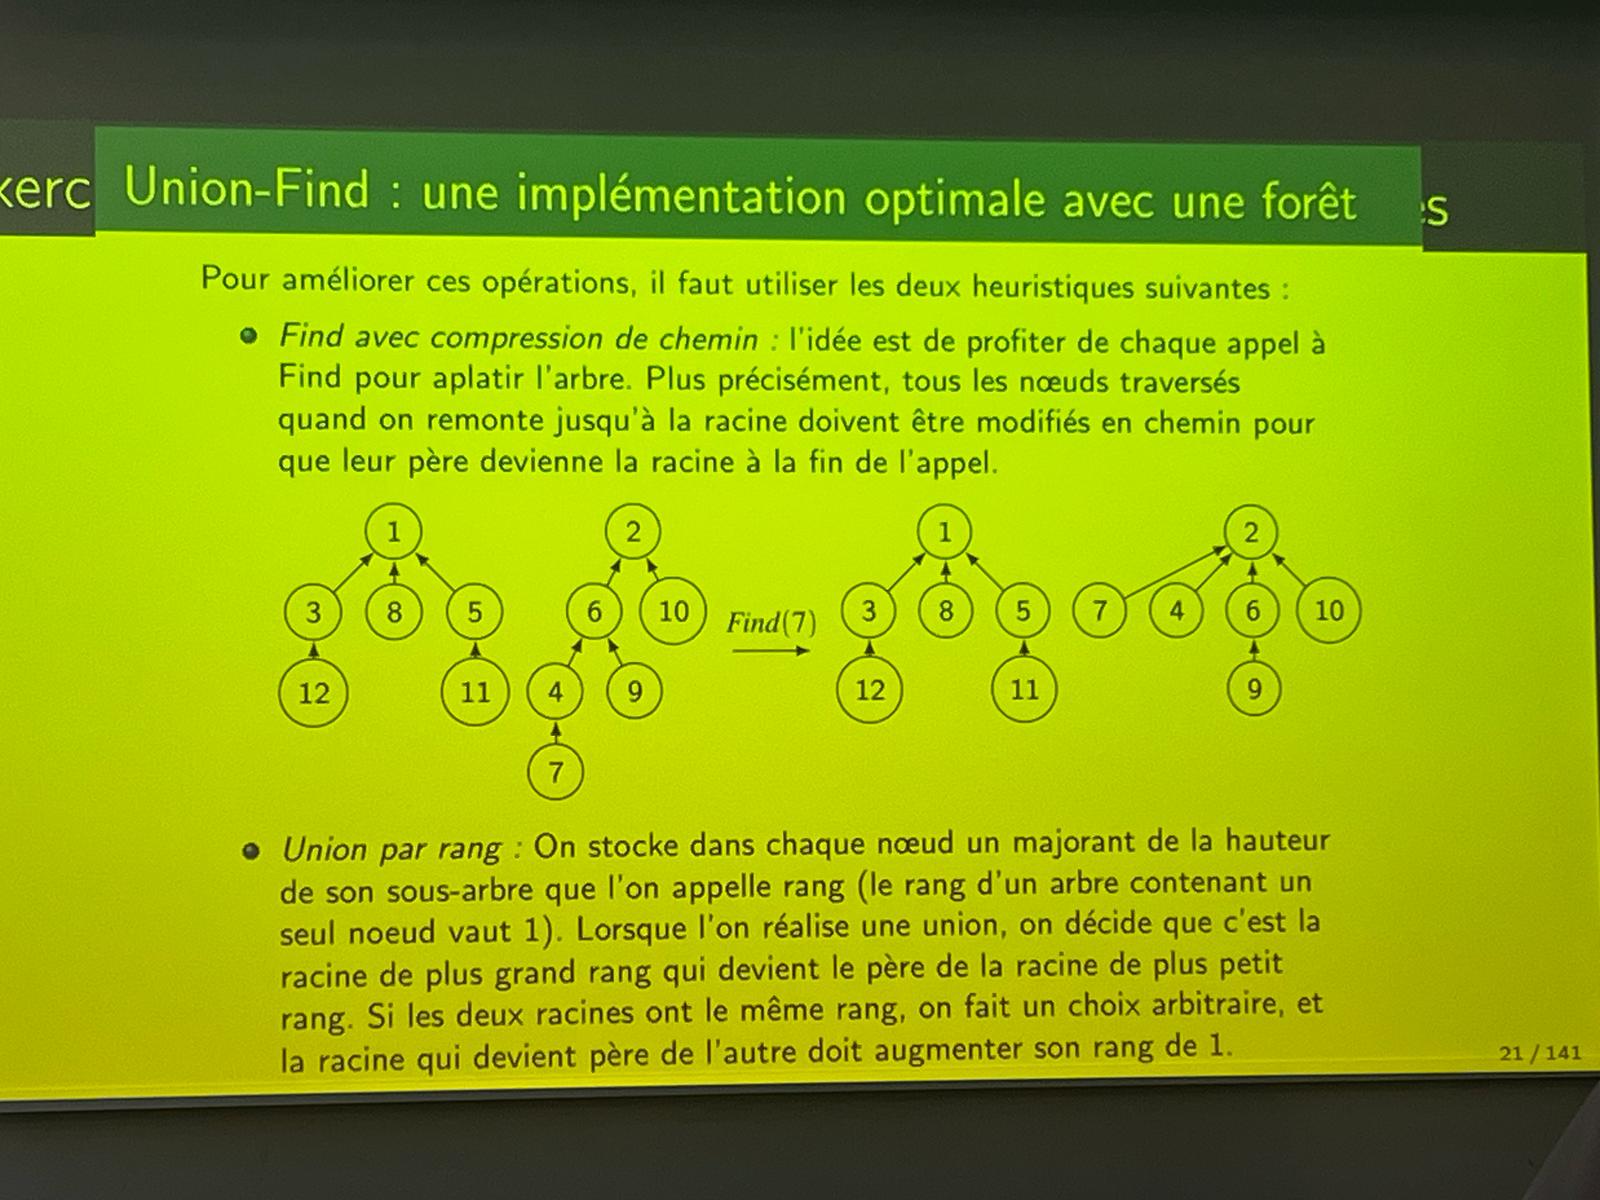 kerc
Union-Find : une implémentation optimale avec une forêt
es
Pour améliorer ces opérations, il faut utiliser les deux heuristiques suivantes :
Find avec compression de chemin : l'idée est de profiter de chaque appel à
Find pour aplatir l'arbre. Plus précisément, tous les nœuds traversés
quand on remonte jusqu'à la racine doivent être modifiés en chemin pour
que leur père devienne la racine à la fin de l'appel.
1 2 1 2
3 8 5 6 10 Find(7) 3 8 5 7 4 6 10
12 11 4 9 12 11 9
7
Union par rang : On stocke dans chaque nœud un majorant de la hauteur
de son sous-arbre que l'on appelle rang (le rang d'un arbre contenant un
seul noeud vaut 1). Lorsque l'on réalise une union, on décide que c'est la
racine de plus grand rang qui devient le père de la racine de plus petit
rang. Si les deux racines ont le même rang, on fait un choix arbitraire, et
la racine qui devient père de l'autre doit augmenter son rang de 1.
21 / 141